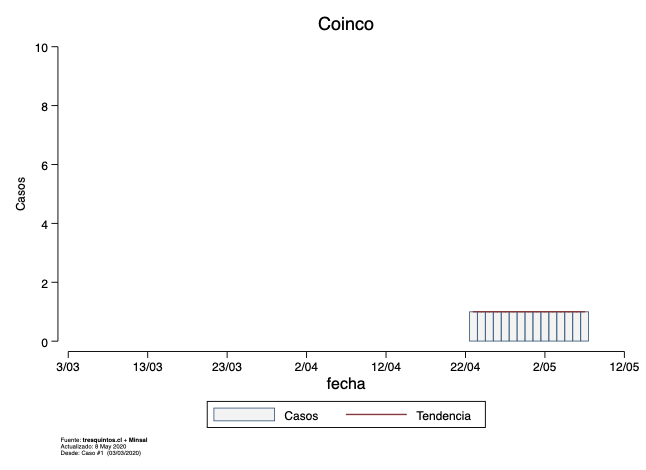 Coinco
Casos
10
8
6
4
2
0
3/03 13/03 23/03 2/04 12/04 22/04 2/05 12/05
fecha
Casos Tendencia
Fuente: tresquintos.cl + Minsal
Actualizado: 8 May 2020
Desde: Caso #1 (03/03/2020)